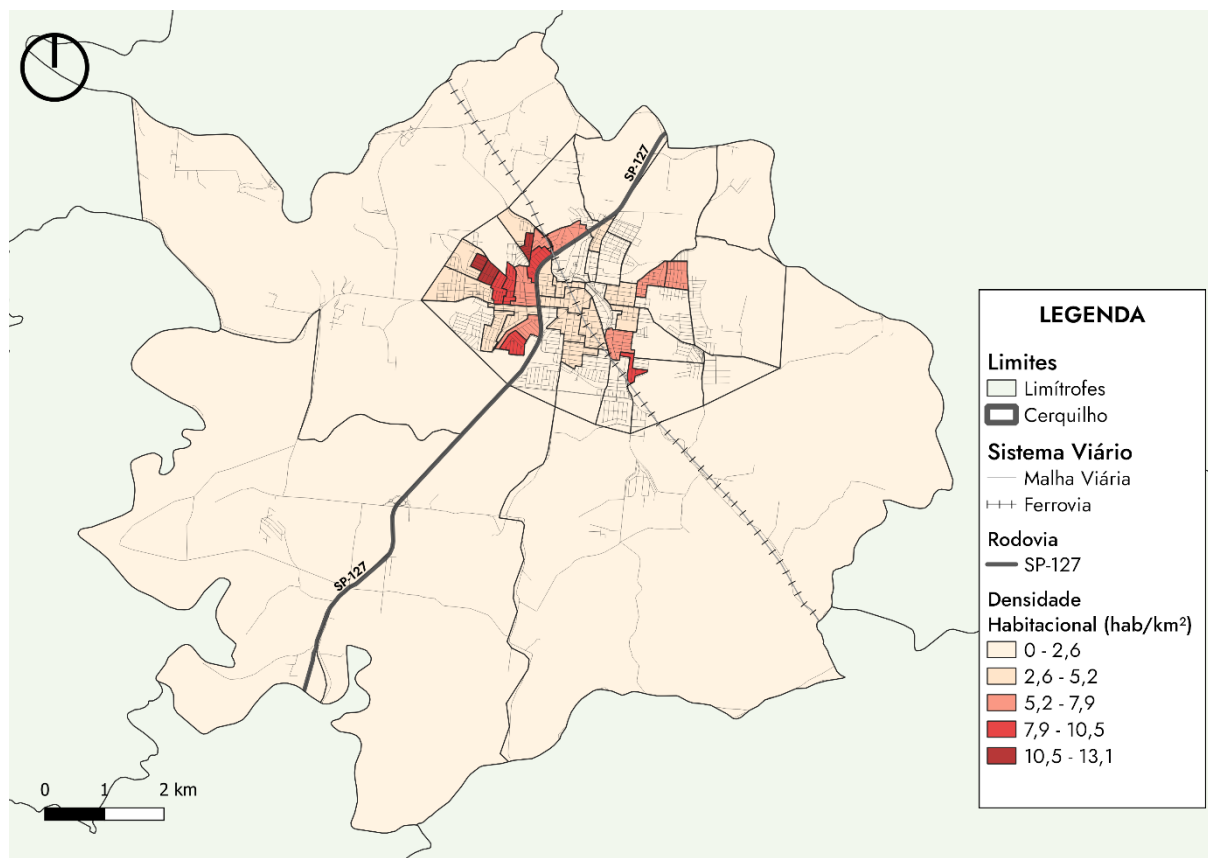 SP-127
SP-127
LEGENDA
Limites
Limítrofes
Cerquilho
Sistema Viário
Malha Viária
Ferrovia
Rodovia
SP-127
Densidade
Habitacional (hab/km²)
0 - 2,6
2,6 - 5,2
5,2 - 7,9
7,9 - 10,5
10,5 - 13,1
0 1 2 km